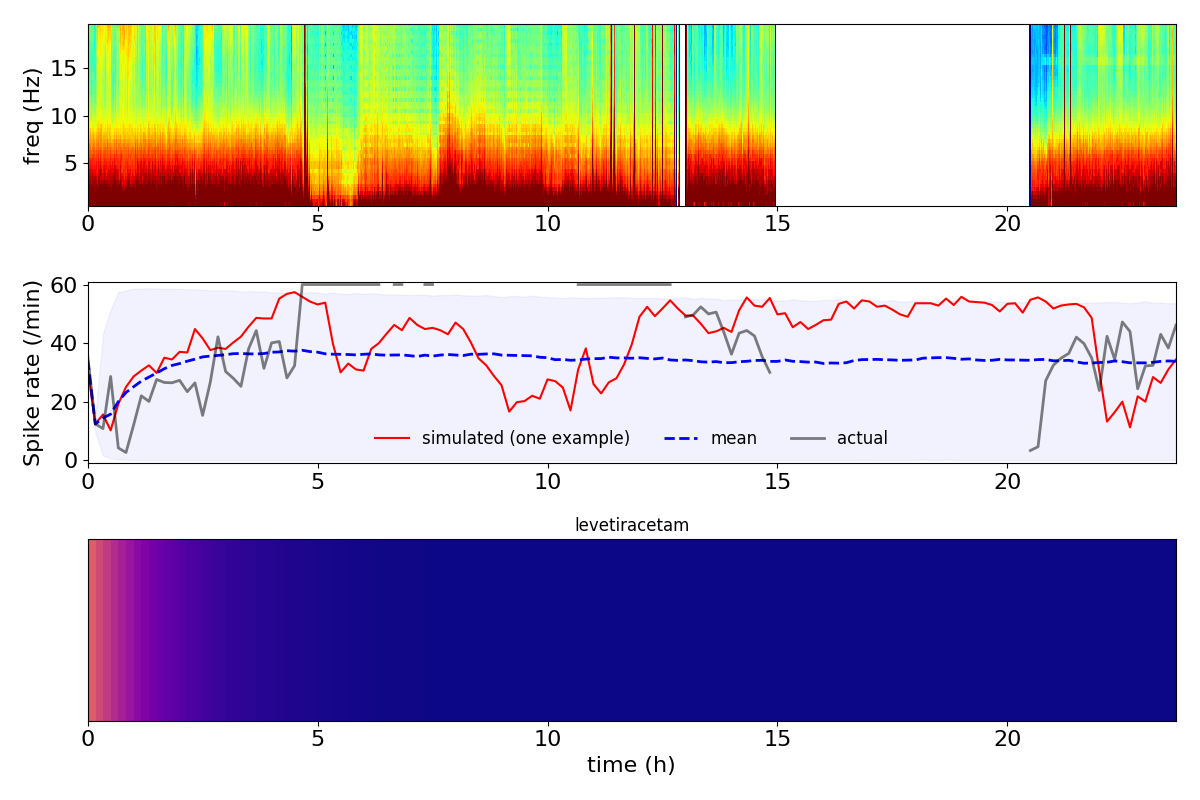 freq (Hz)
15
10
5
0 5 10 15 20
Spike rate (/min)
60
40
20
0
simulated (one example) mean actual
0 5 10 15 20
levetiracetam
0 5 10 15 20
time (h)